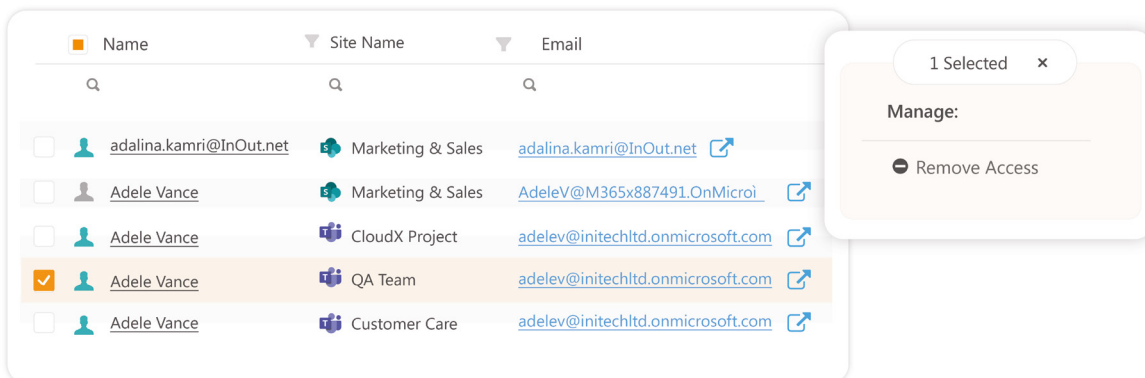 Name Site Name Email
adalina.kamri@InOut.net Marketing & Sales adalina.kamri@InOut.net
Adele Vance Marketing & Sales AdeleV@M365x887491.OnMicroì
Adele Vance CloudX Project adelev@initechltd.onmicrosoft.com
Adele Vance QA Team adelev@initechltd.onmicrosoft.com
Adele Vance Customer Care adelev@initechltd.onmicrosoft.com
1 Selected ×
Manage:
Remove Access